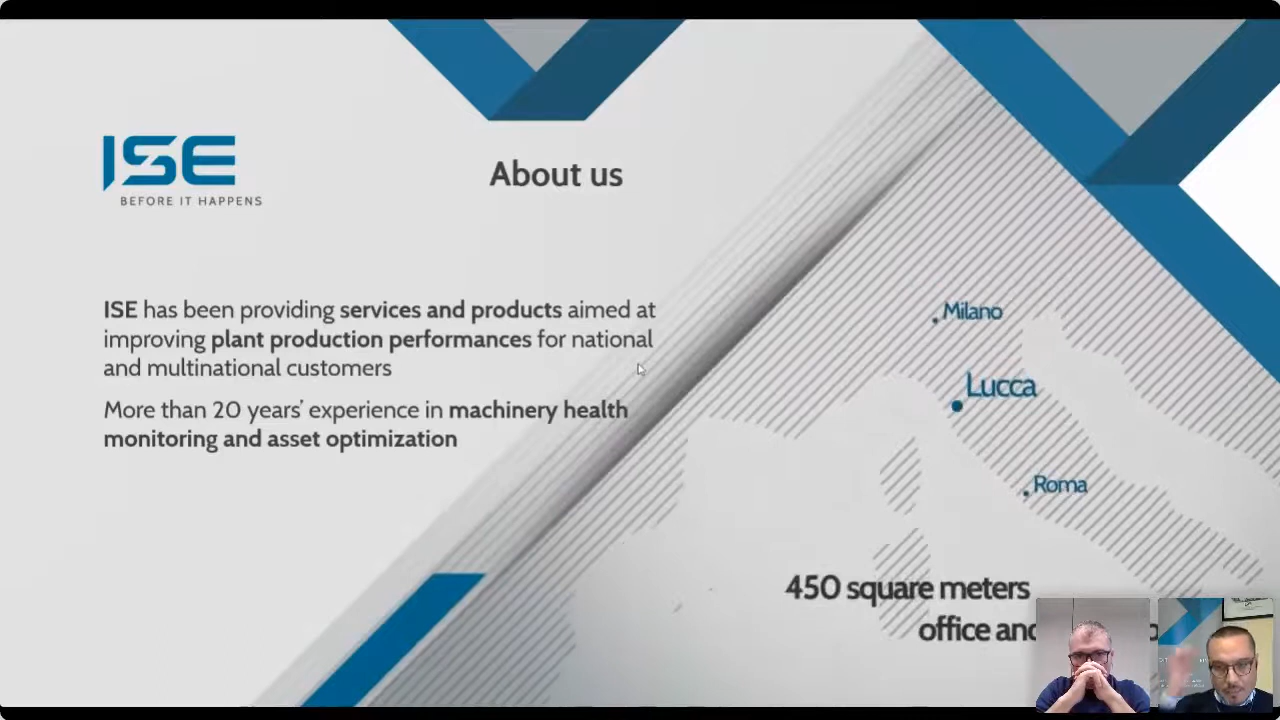 ISE
BEFORE IT HAPPENS
About us
ISE has been providing services and products aimed at
improving plant production performances for national
and multinational customers
More than 20 years' experience in machinery health
monitoring and asset optimization
Milano
Lucca
Roma
450 square meters
office and